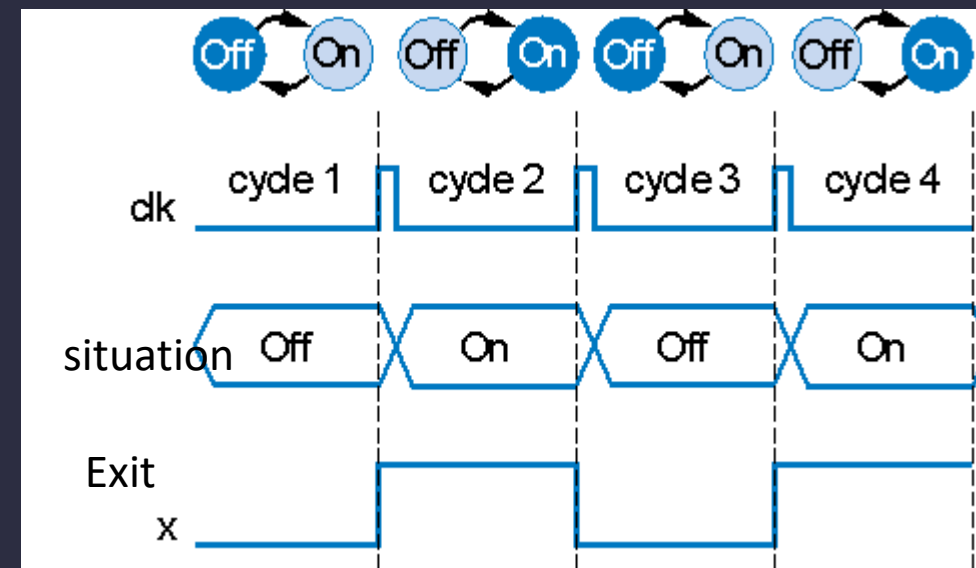 Off On Off On Off On Off On
cycle 1 cycle 2 cycle 3 cycle 4
clk
situation Off On Off On
Exit
x